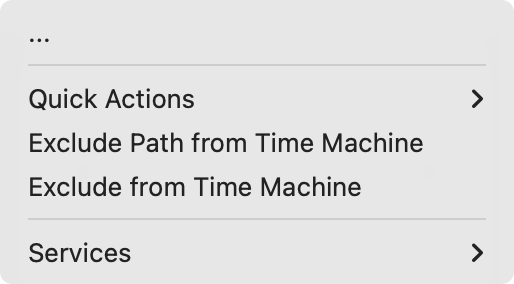 ...
Quick Actions
Exclude Path from Time Machine
Exclude from Time Machine
Services